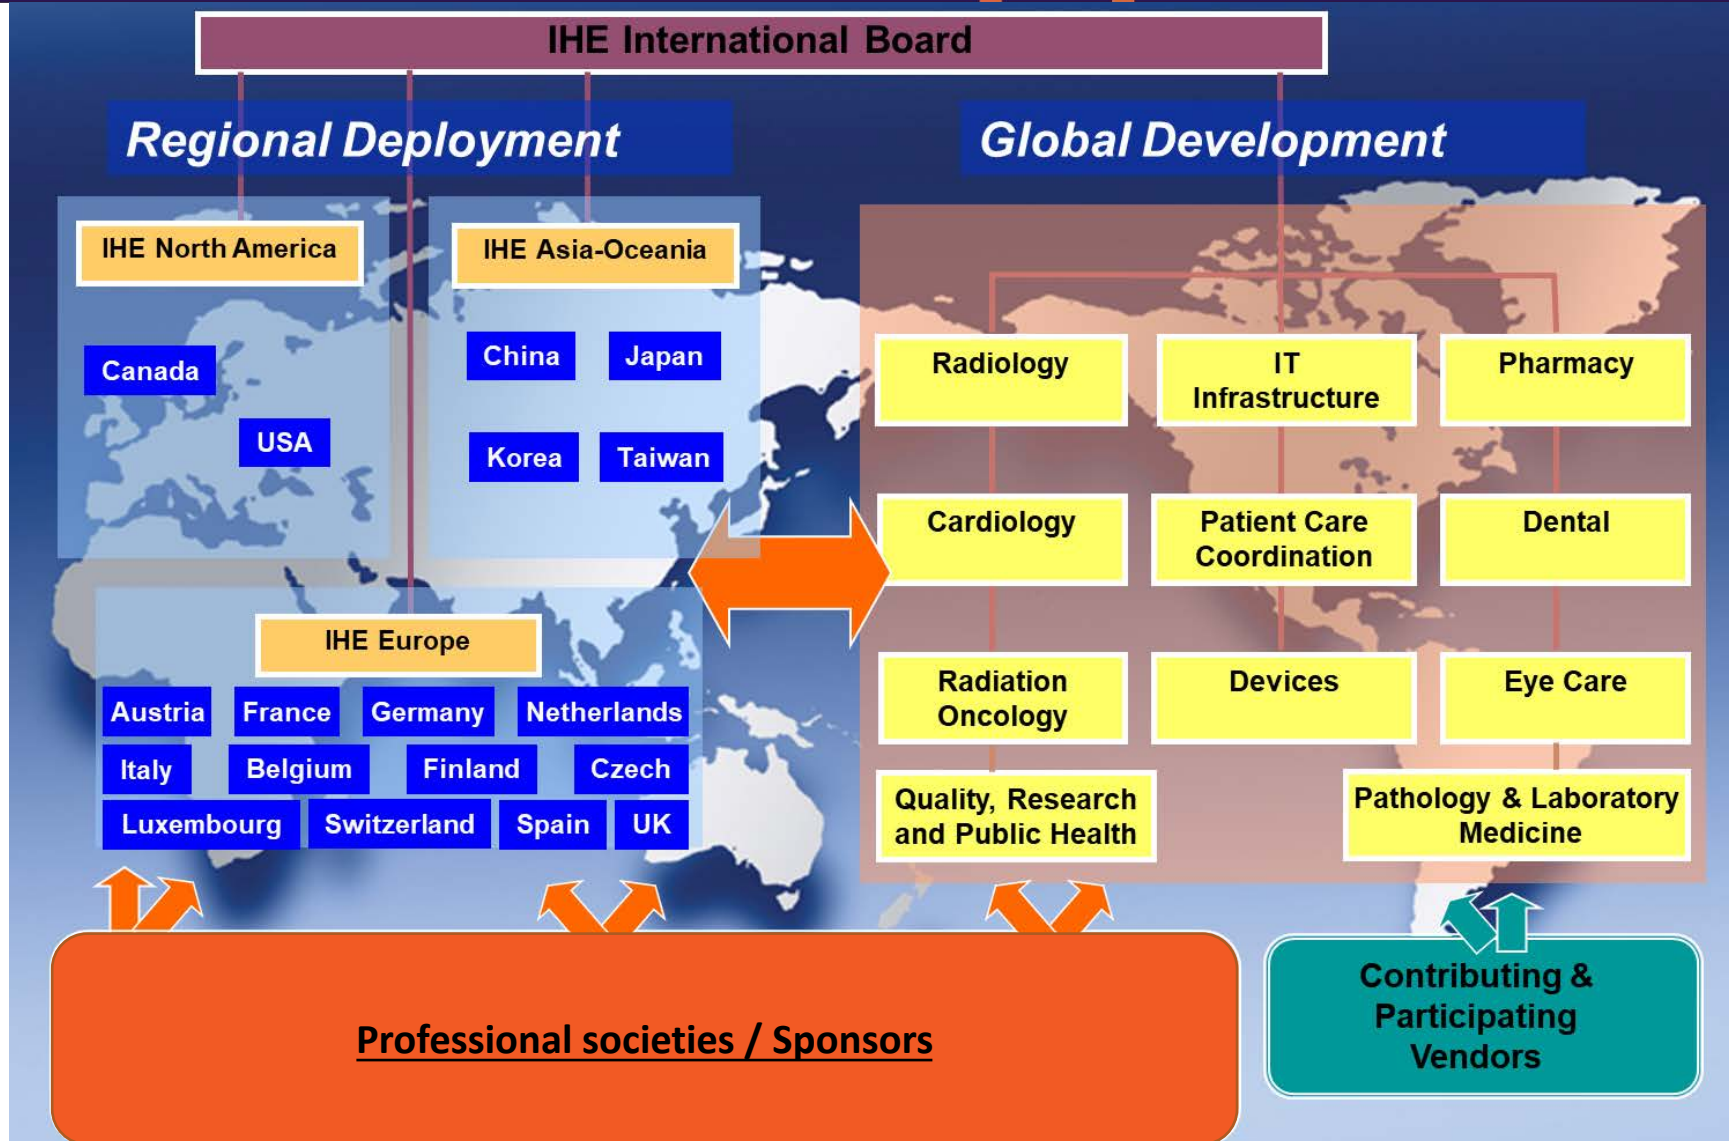 IHE International Board
Regional Deployment
Global Development
IHE North America
IHE Asia-Oceania
Canada
USA
China
Japan
Korea
Taiwan
IHE Europe
Austria
France
Germany
Netherlands
Italy
Belgium
Finland
Czech
Luxembourg
Switzerland
Spain
UK
Radiology
IT
Infrastructure
Pharmacy
Cardiology
Patient Care
Coordination
Dental
Radiation
Oncology
Devices
Eye Care
Quality, Research
and Public Health
Pathology & Laboratory
Medicine
Professional societies / Sponsors
Contributing &
Participating
Vendors